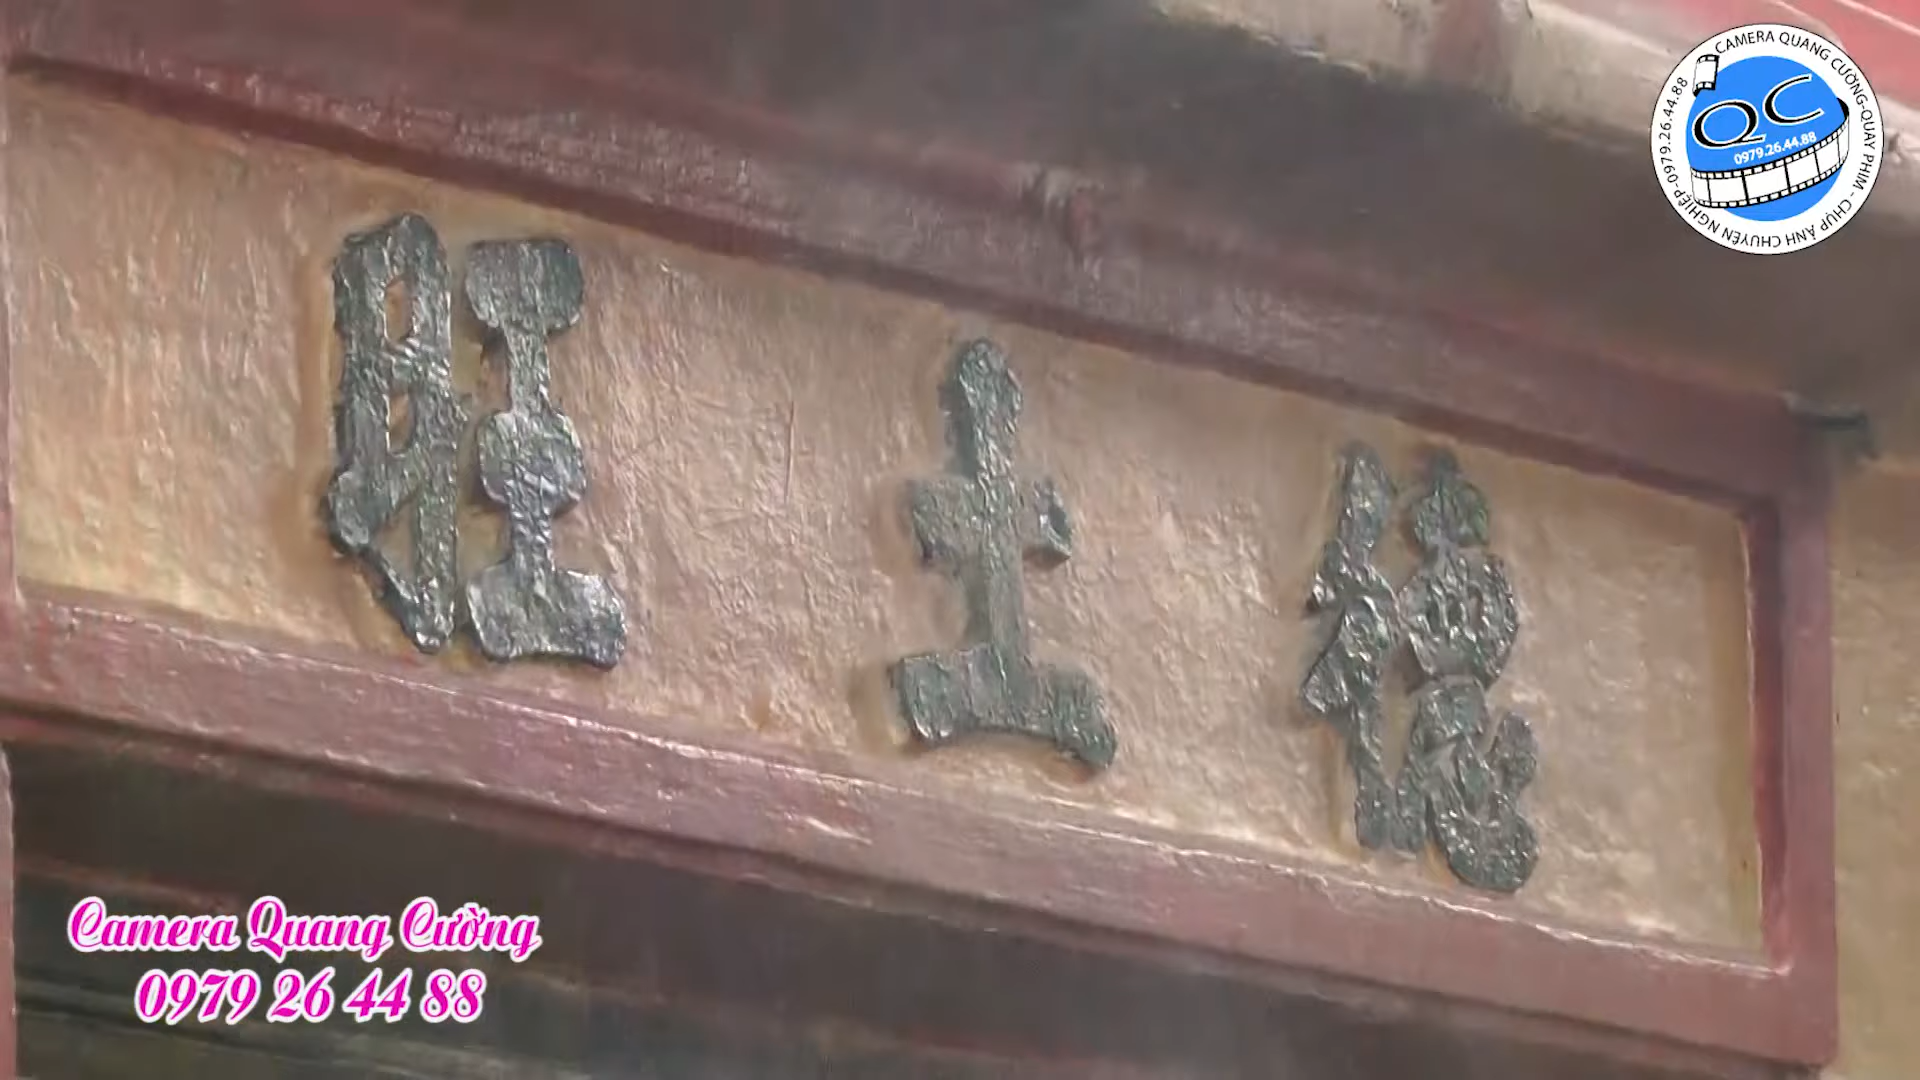 CAMERA QUANG CƯỜNG-QUAY PHIM - CHỤP ẢNH CHUYÊN NGHIỆP-0979.26.44.88
QC
0979.26.44.88
德土旺
Camera Quang Cường
0979 26 44 88